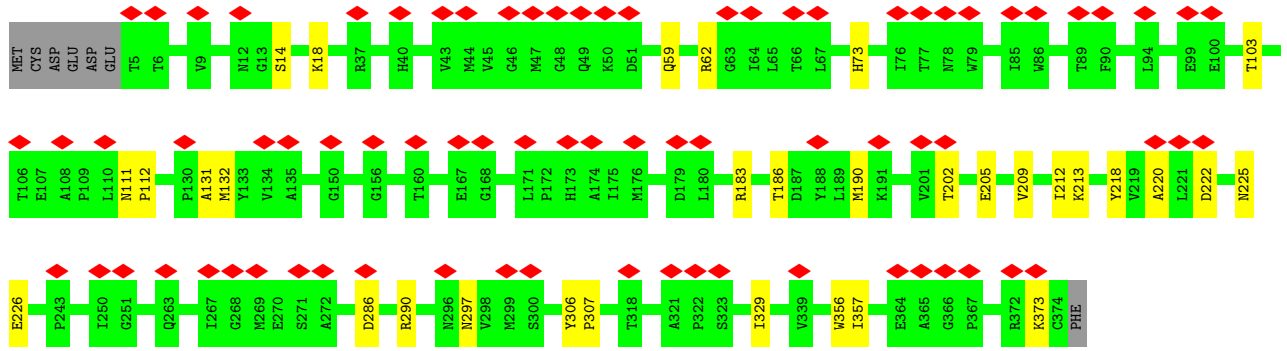 MET CYS ASP GLU ASP GLU T5 T6 V9 N12 G13 S14 K18 R37 H40 V43 M44 V45 G46 M47 G48 Q49 K50 D51 Q59 R62 G63 I64 L65 T66 L67 H73 I76 T77 N78 W79 I85 W86 T89 F90 L94 E99 E100 T103
T106 E107 A108 P109 L110 N111 P112 P130 A131 M132 Y133 V134 A135 G150 G156 T160 E167 G168 L171 P172 H173 A174 I175 M176 D179 L180 R183 T186 D187 Y188 L189 M190 K191 V201 T202 E205 V209 I212 K213 Y218 V219 A220 L221 D222 N225
E226 P243 I250 G251 Q263 I267 G268 M269 E270 S271 A272 D286 R290 N296 N297 V298 M299 S300 Y306 P307 T318 A321 P322 S323 I329 V339 W356 I357 E364 A365 G366 P367 R372 K373 C374 PHE